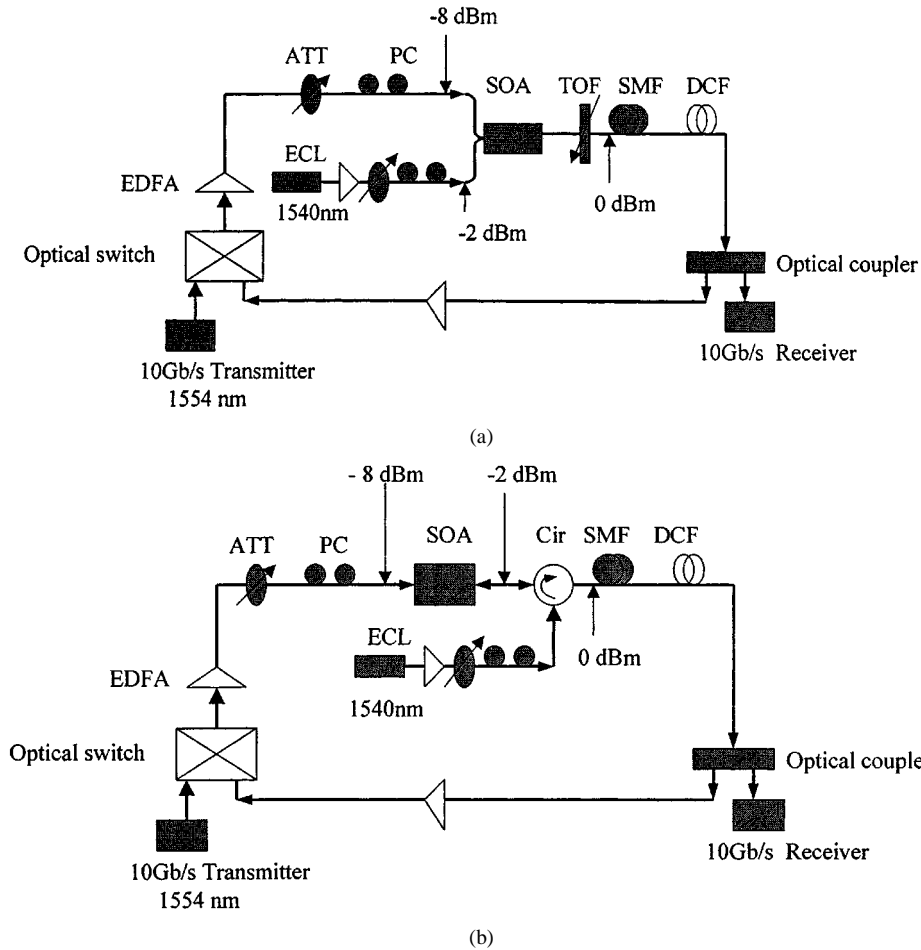 -8 dBm
ATT
PC
SOA
TOF
SMF
DCF
ECL
1540nm
EDFA
-2 dBm
0 dBm
Optical switch
Optical coupler
10Gb/s Transmitter
1554 nm
10Gb/s Receiver
(a)
- 8 dBm
-2 dBm
ATT
PC
SOA
Cir
SMF
DCF
ECL
1540nm
0 dBm
EDFA
Optical switch
Optical couple
10Gb/s Transmitter
1554 nm
10Gb/s Receiver
(b)